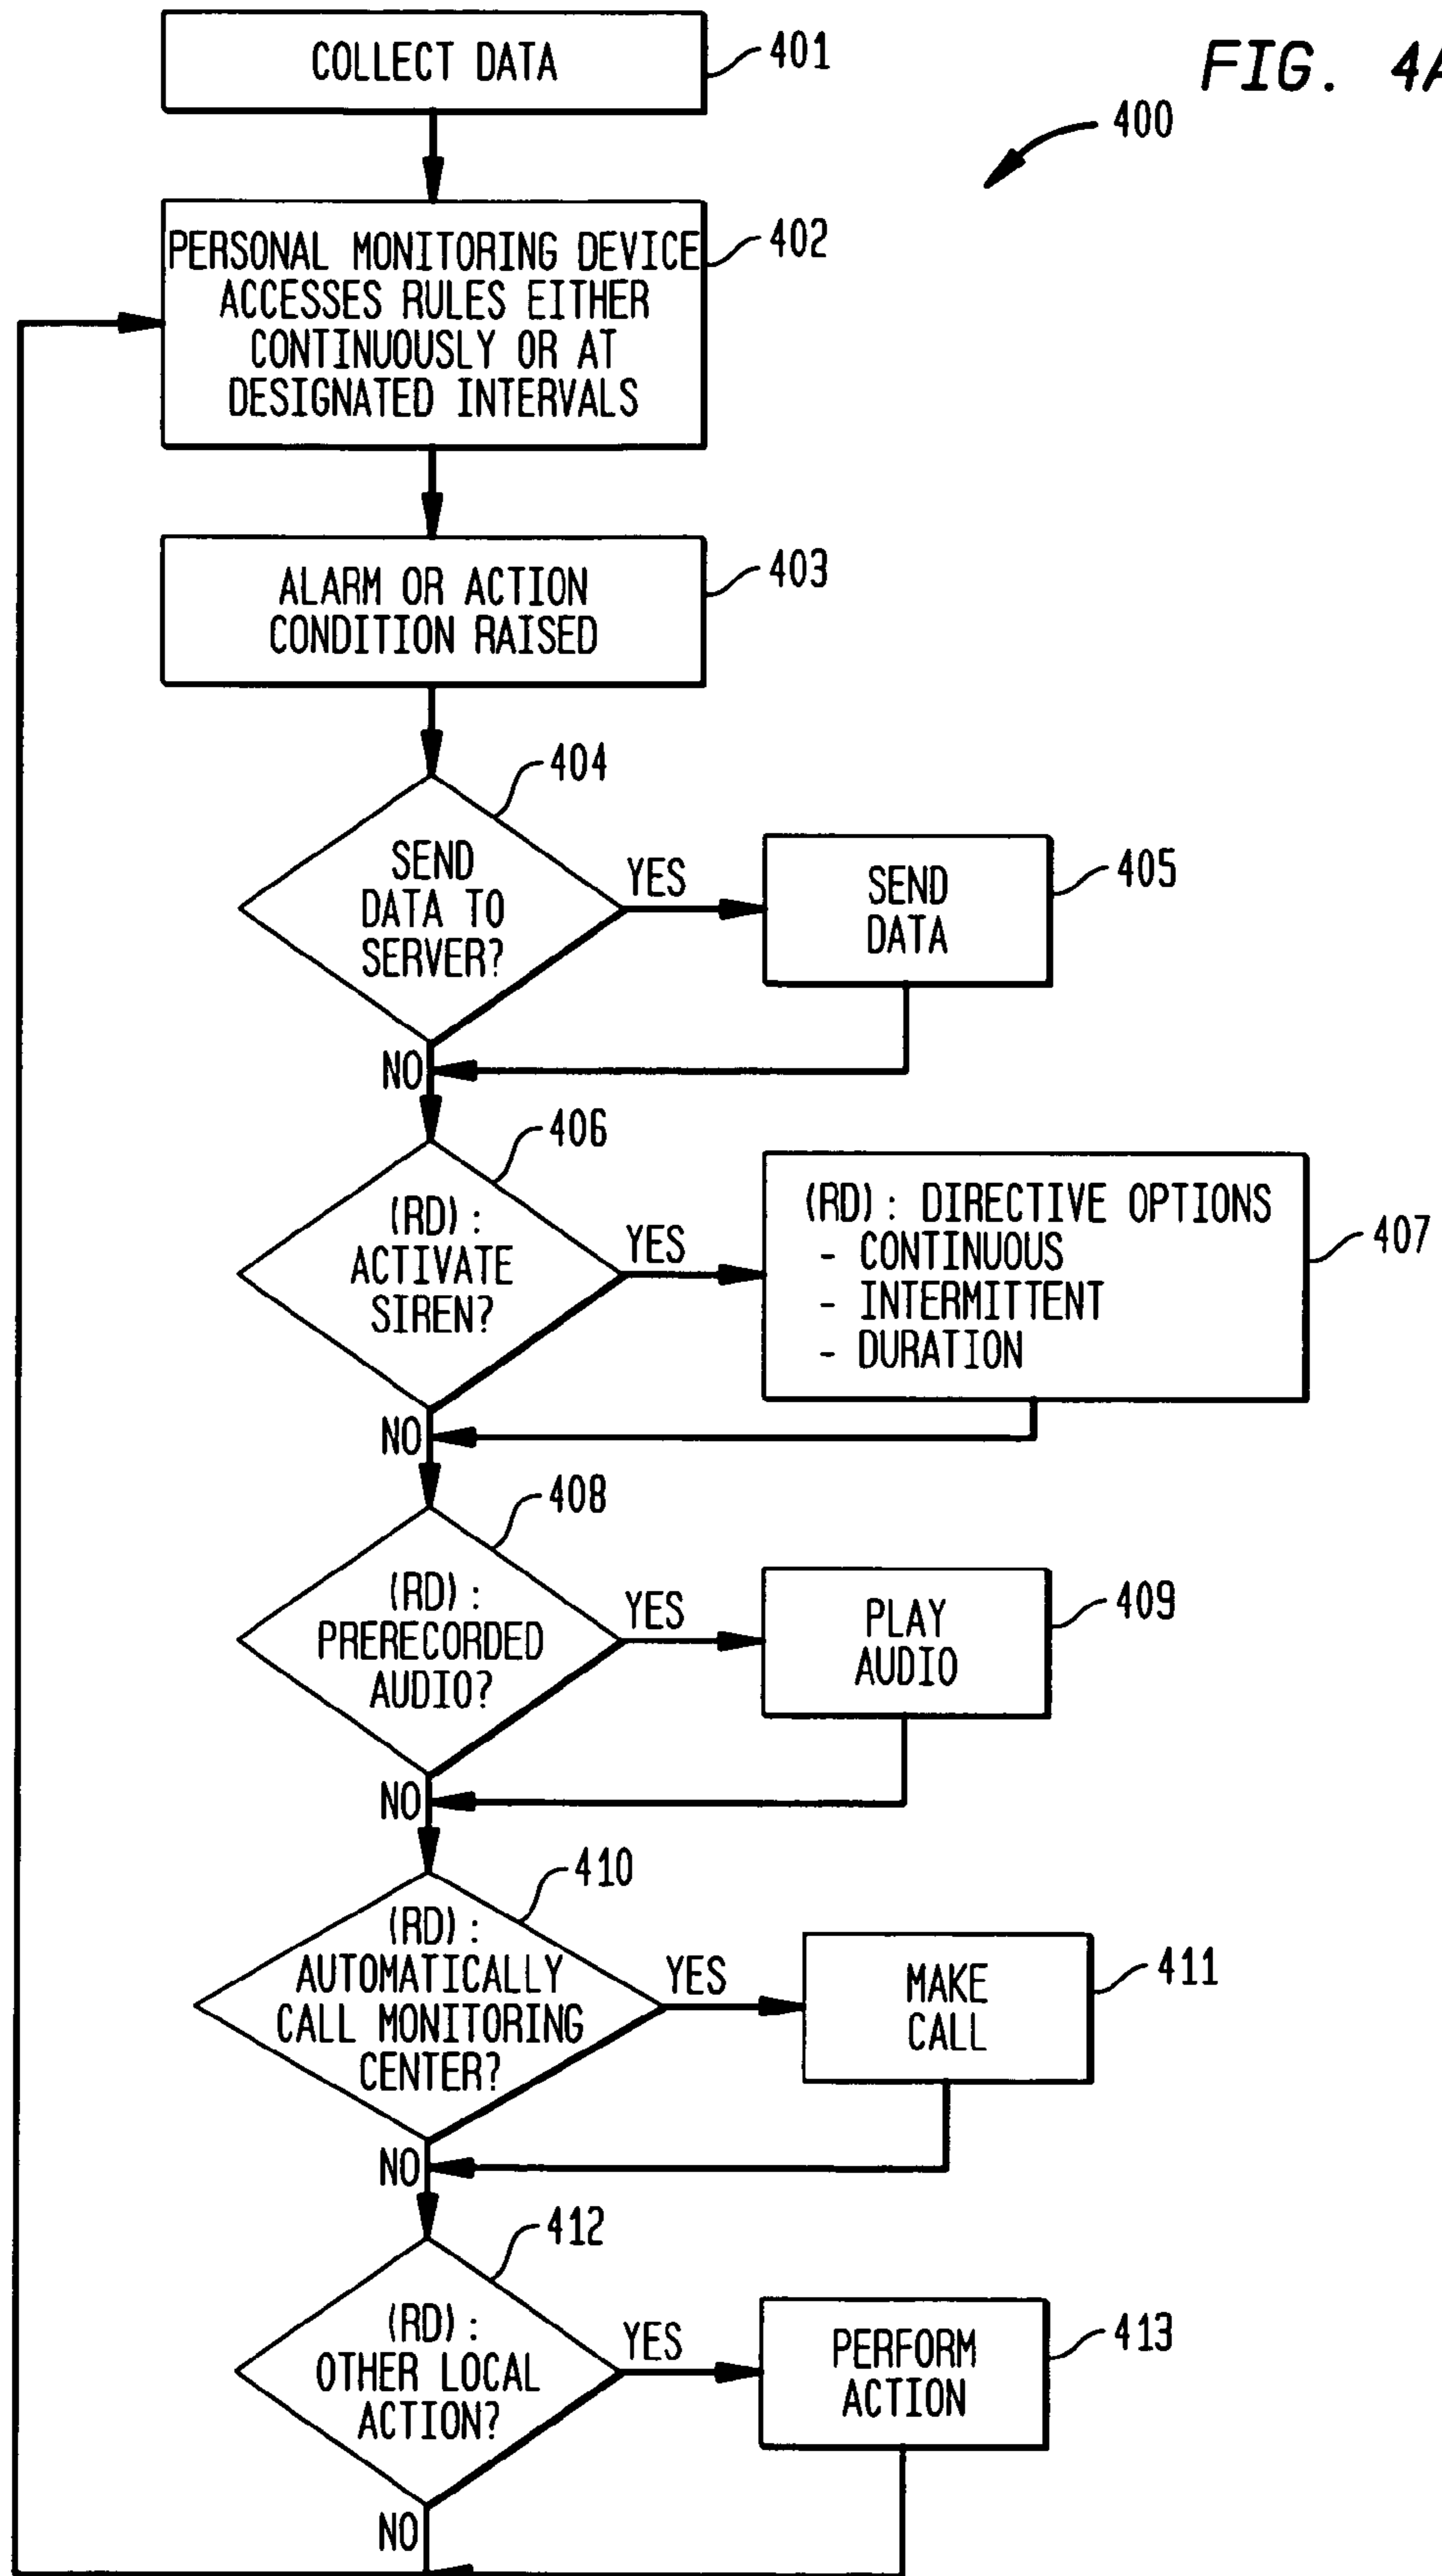 FIG. 4A
400
COLLECT DATA
401
PERSONAL MONITORING DEVICE
ACCESSES RULES EITHER
CONTINUOUSLY OR AT
DESIGNATED INTERVALS
402
ALARM OR ACTION
CONDITION RAISED
403
404
SEND
DATA TO
SERVER?
YES
SEND
DATA
405
NO
406
(RD):
ACTIVATE
SIREN?
YES
(RD): DIRECTIVE OPTIONS
- CONTINUOUS
- INTERMITTENT
- DURATION
407
NO
408
(RD):
PRERECORDED
AUDIO?
YES
PLAY
AUDIO
409
NO
410
(RD):
AUTOMATICALLY
CALL MONITORING
CENTER?
YES
MAKE
CALL
411
NO
412
(RD):
OTHER LOCAL
ACTION?
YES
PERFORM
ACTION
413
NO